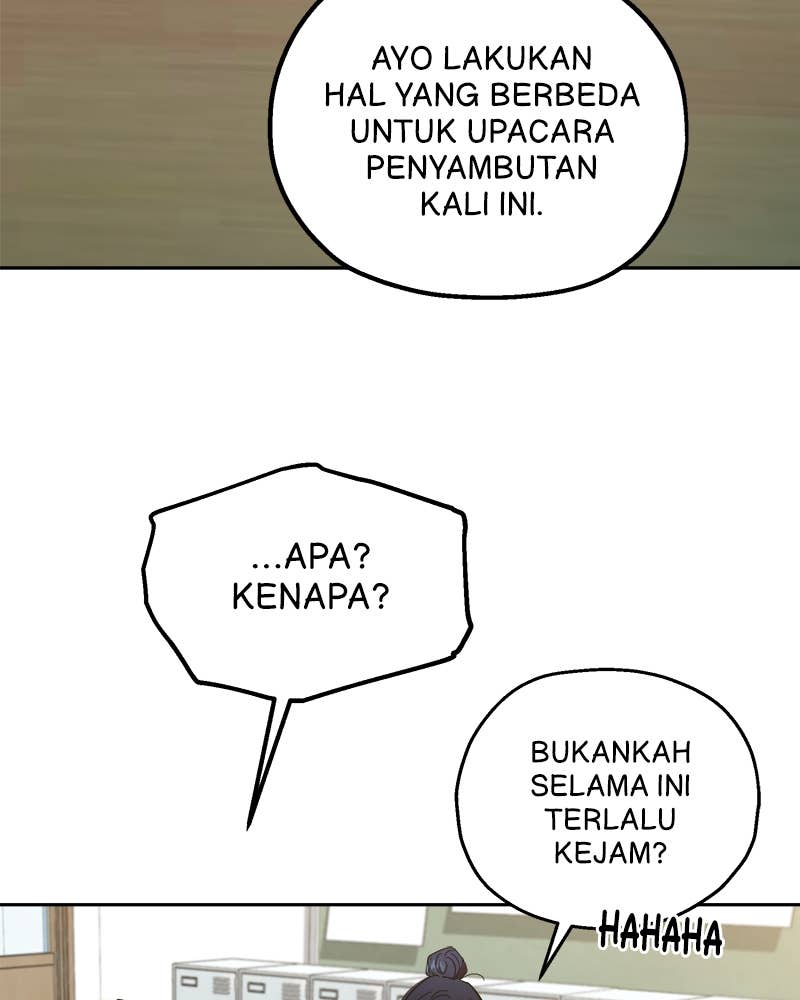 AYO LAKUKAN
HAL YANG BERBEDA
UNTUK UPACARA
PENYAMBUTAN
KALI INI.
...APA?
KENAPA?
BUKANKAH
SELAMA INI
TERLALU
KEJAM?
HAHAHA